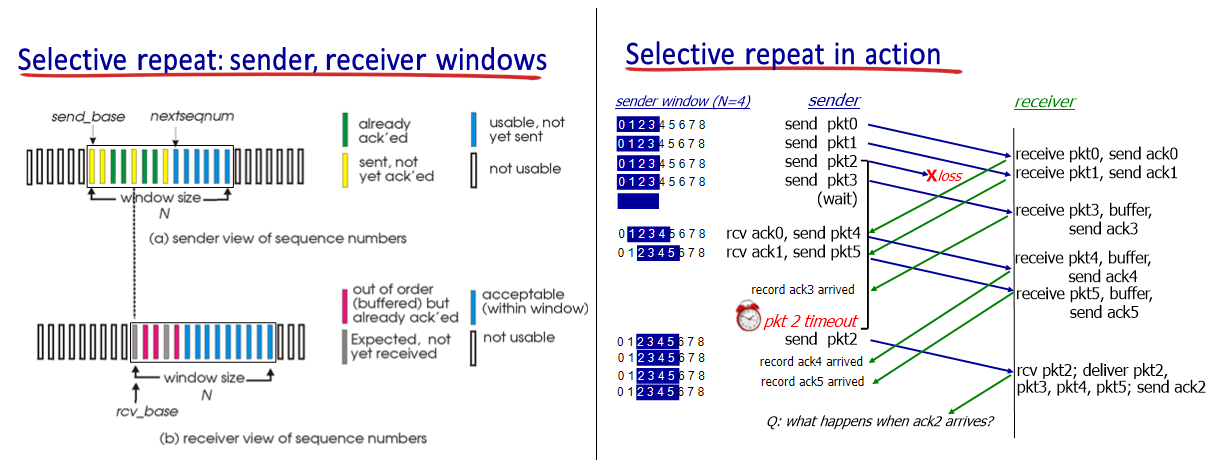 Selective repeat: sender, receiver windows
send_base
nextseqnum
already
ack'ed
sent, not
yet ack'ed
usable, not
yet sent
not usable
window size
N
(a) sender view of sequence numbers
out of order
(buffered) but
already ack'ed
Expected, not
yet received
acceptable
(within window)
not usable
window size
N
rcv_base
(b) receiver view of sequence numbers
Selective repeat in action
sender window (N=4)
sender
receiver
0 1 2 3 4 5 6 7 8
send pkt0
0 1 2 3 4 5 6 7 8
send pkt1
0 1 2 3 4 5 6 7 8
send pkt2
0 1 2 3 4 5 6 7 8
send pkt3
(wait)
X loss
receive pkt0, send ack0
receive pkt1, send ack1
receive pkt3, buffer,
send ack3
0 1 2 3 4 5 6 7 8
rcv ack0, send pkt4
0 1 2 3 4 5 6 7 8
rcv ack1, send pkt5
receive pkt4, buffer,
send ack4
receive pkt5, buffer,
send ack5
record ack3 arrived
pkt 2 timeout
0 1 2 3 4 5 6 7 8
send pkt2
0 1 2 3 4 5 6 7 8
record ack4 arrived
0 1 2 3 4 5 6 7 8
record ack5 arrived
0 1 2 3 4 5 6 7 8
rcv pkt2; deliver pkt2,
pkt3, pkt4, pkt5; send ack2
Q: what happens when ack2 arrives?